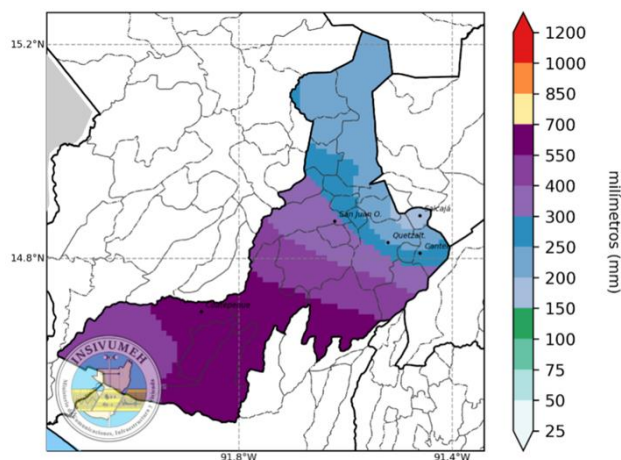 15.2°N
14.8°N
91.8°W
91.4°W
Salcajá
San Juan O.
Quetzalt.
Cantel
INSIVUMEH
1200
1000
850
700
550
400
300
250
200
150
100
75
50
25
milímetros (mm)